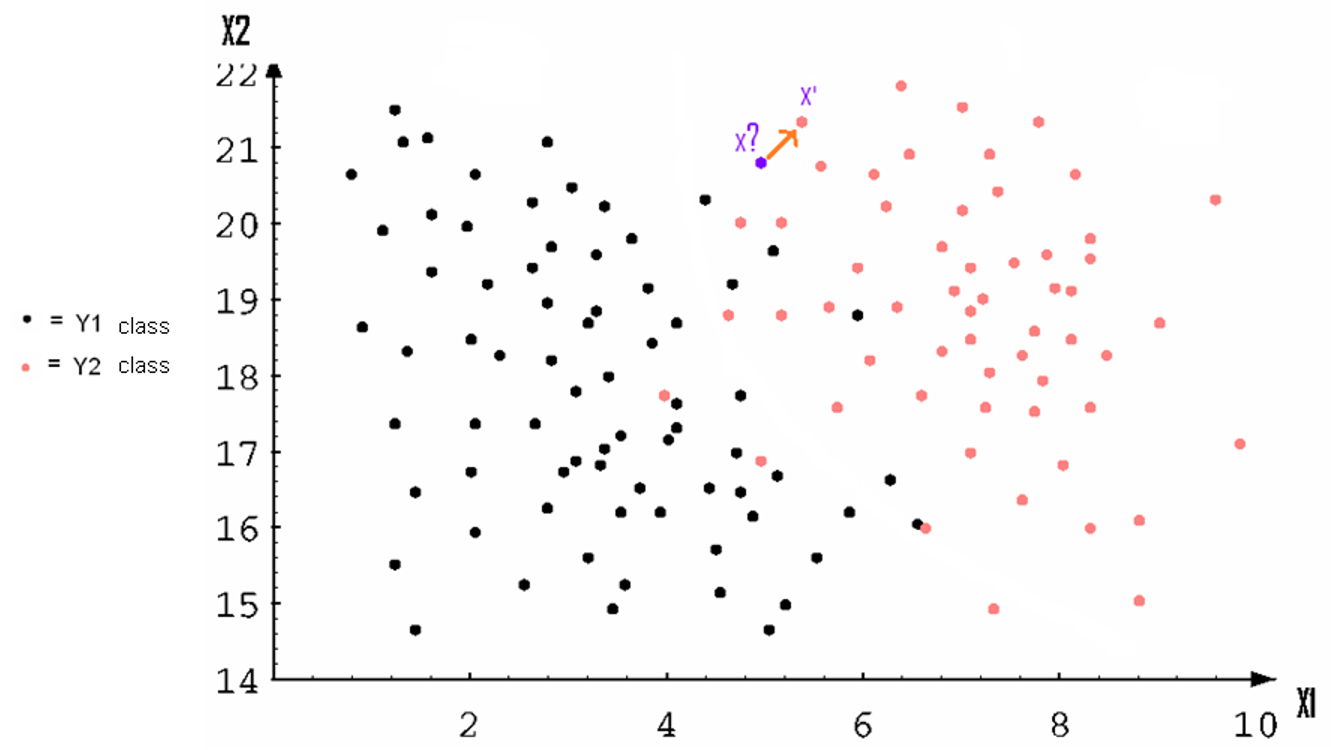 X2
22
X'
X?
21
20
19
= Y1 class
= Y2 class
18
17
16
15
14
2 4 6 8 10
X1